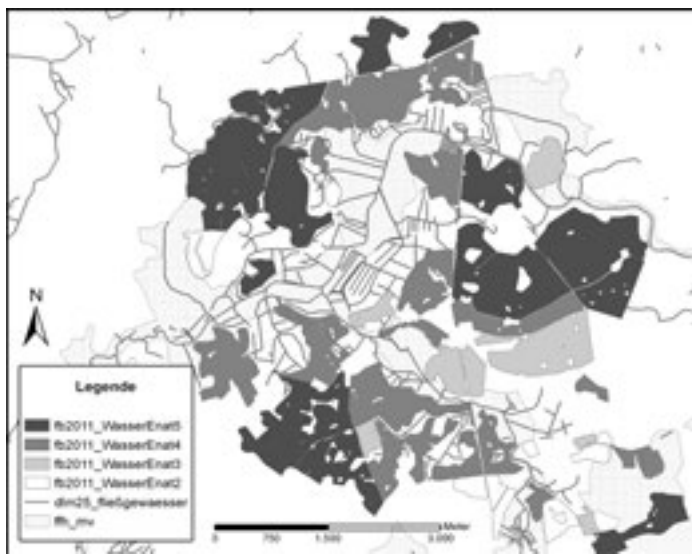 N
Legende
fb2011_WasserEnat5
fb2011_WasserEnat4
fb2011_WasserEnat3
fb2011_WasserEnat2
dlm25_fließgewaesser
ffh_mv
0 750 1.500 3.000
Meter